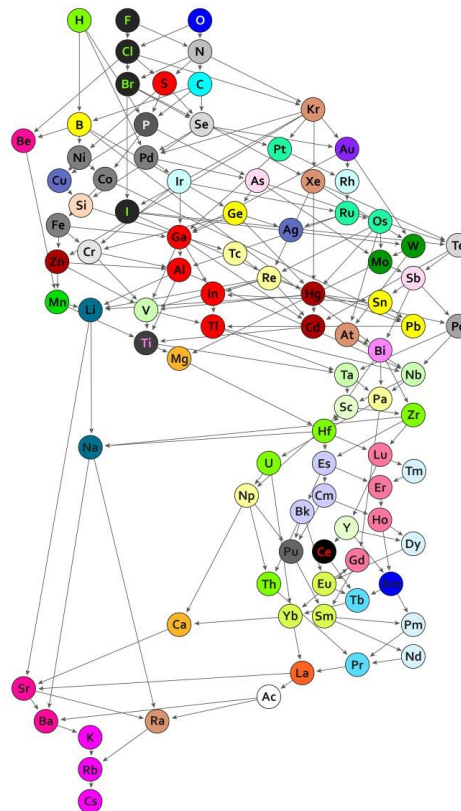 H F O
Cl N
Br S C
Be B P Se Kr
Ni Pd Pt Au
Cu Co Ir As Xe Rh
Si I Ge Ru Os
Fe Ga Ag W Te
Zn Cr Al Tc Re Mo Sb
Mn Li V In Hg Sn
Ti Tl Cd At Pb Po
Mg Bi
Ta Nb
Sc Pa
Hf Zr
Na U Es Lu Tm
Np Cm Er
Bk Y Ho
Pu Ce Gd Dy
Th Eu Tb
Ca Yb Sm Pm
La Pr Nd
Sr Ac
Ba K Ra
Rb
Cs